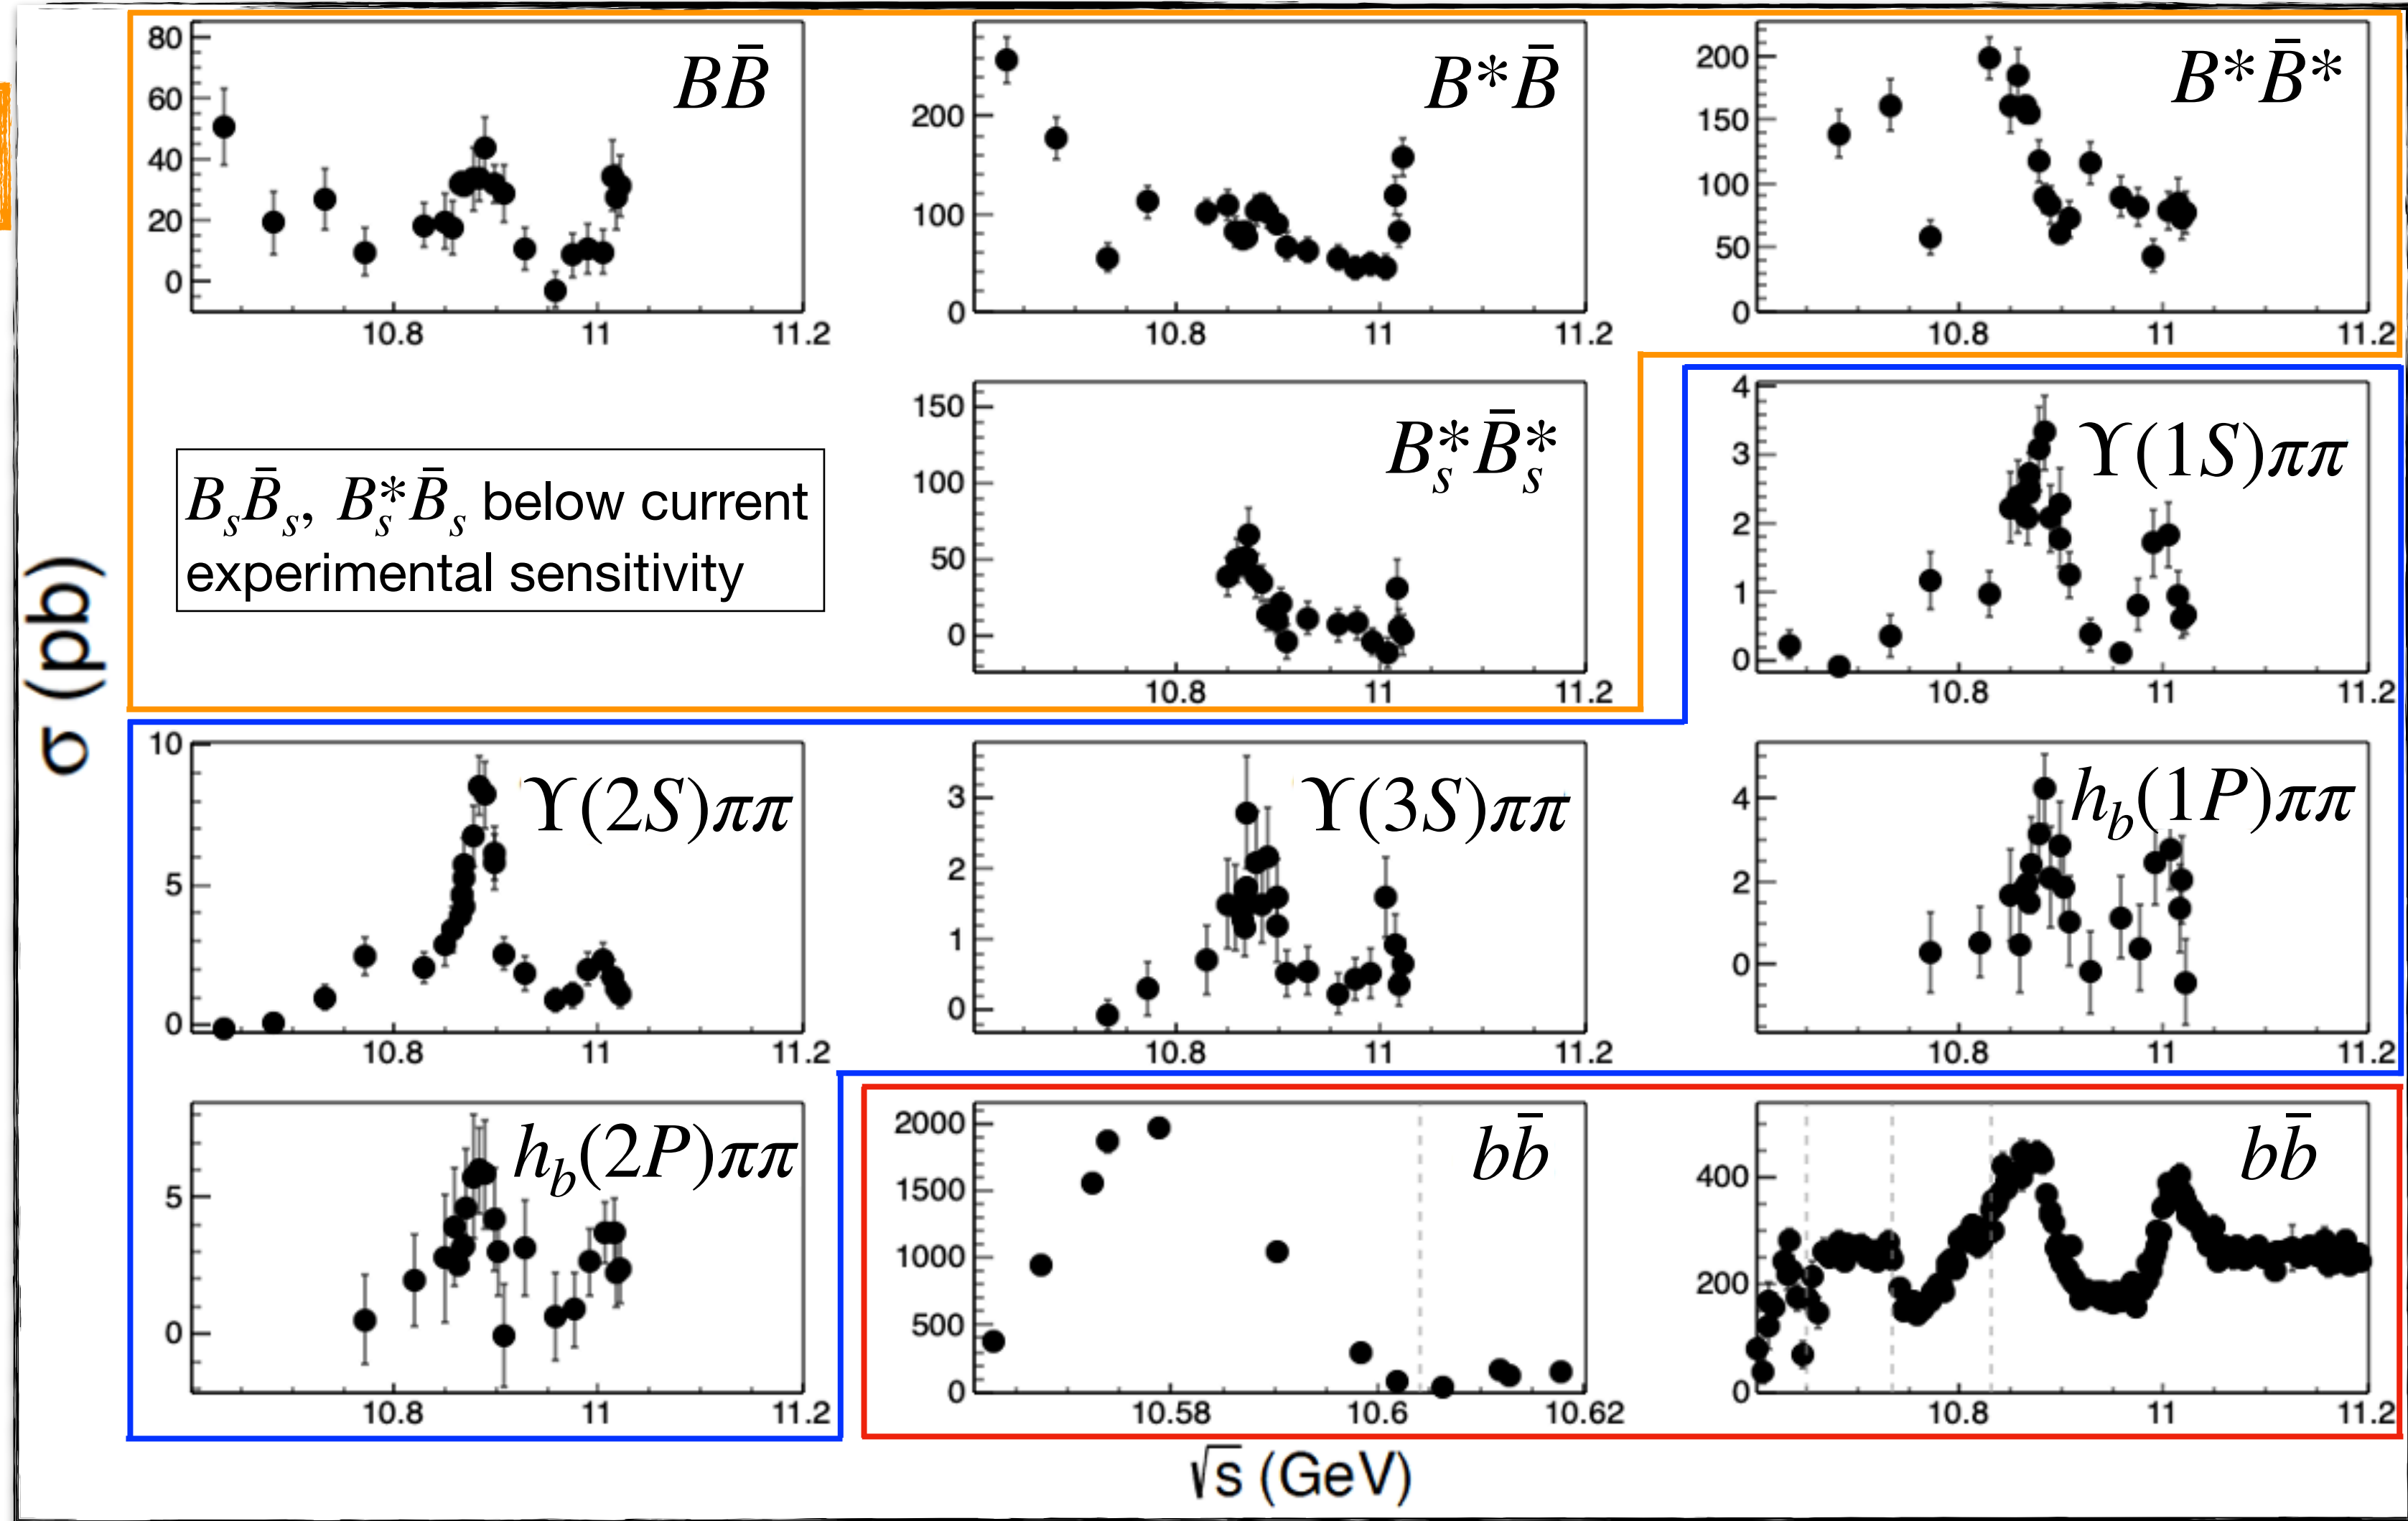 σ (pb)
80
60
40
20
0
10.8 11 11.2
BB̄
200
100
0
10.8 11 11.2
B*B̄
200
150
100
50
0
10.8 11 11.2
B*B̄*
BₛB̄ₛ, Bₛ*B̄ₛ below current
experimental sensitivity
150
100
50
0
10.8 11 11.2
Bₛ*B̄ₛ*
4
3
2
1
0
10.8 11 11.2
ϒ(1S)ππ
10
5
0
10.8 11 11.2
ϒ(2S)ππ
3
2
1
0
10.8 11 11.2
ϒ(3S)ππ
4
2
0
10.8 11 11.2
h_b(1P)ππ
5
0
10.8 11 11.2
h_b(2P)ππ
2000
1500
1000
500
0
10.58 10.6 10.62
bb̄
400
200
0
10.8 11 11.2
bb̄
√s (GeV)